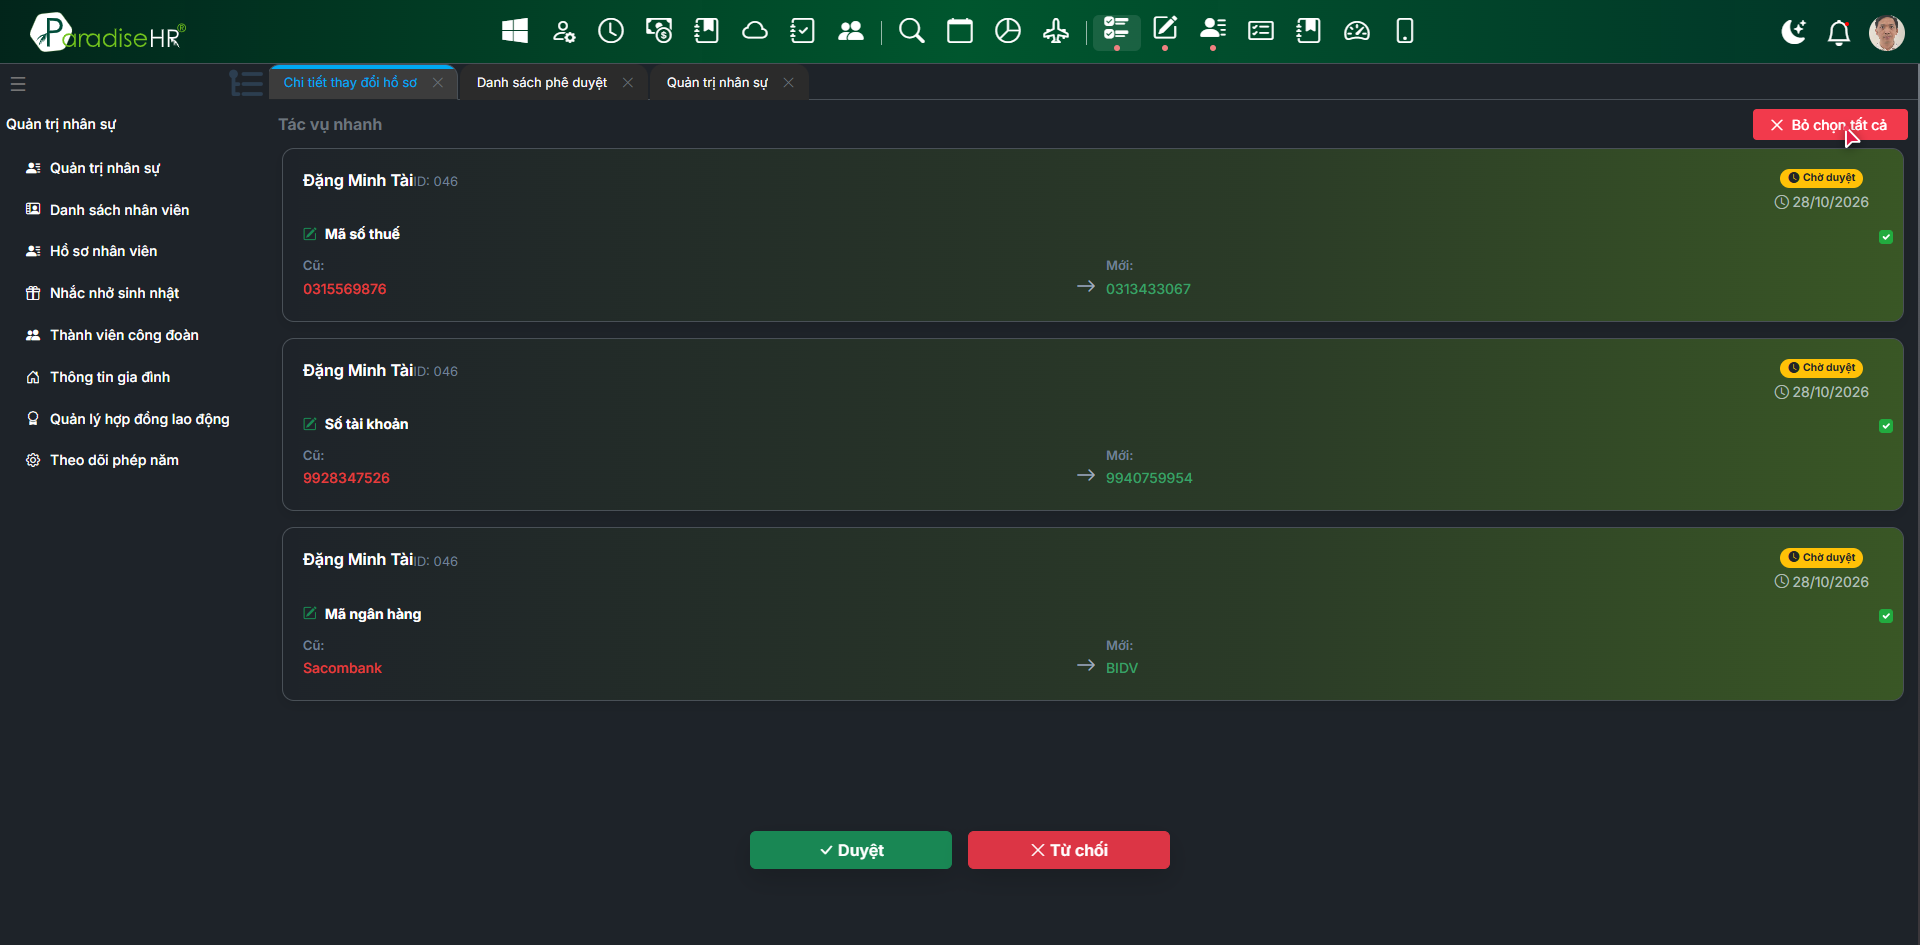 ParadiseHR®
Chi tiết thay đổi hồ sơ
Danh sách phê duyệt
Quản trị nhân sự
Quản trị nhân sự
Quản trị nhân sự
Danh sách nhân viên
Hồ sơ nhân viên
Nhắc nhở sinh nhật
Thành viên công đoàn
Thông tin gia đình
Quản lý hợp đồng lao động
Theo dõi phép năm
Tác vụ nhanh
Bỏ chọn tất cả
Đặng Minh Tài ID: 046
Chờ duyệt
28/10/2026
Mã số thuế
Cũ:
0315569876
Mới:
0313433067
Đặng Minh Tài ID: 046
Chờ duyệt
28/10/2026
Số tài khoản
Cũ:
9928347526
Mới:
9940759954
Đặng Minh Tài ID: 046
Chờ duyệt
28/10/2026
Mã ngân hàng
Cũ:
Sacombank
Mới:
BIDV
Duyệt
Từ chối